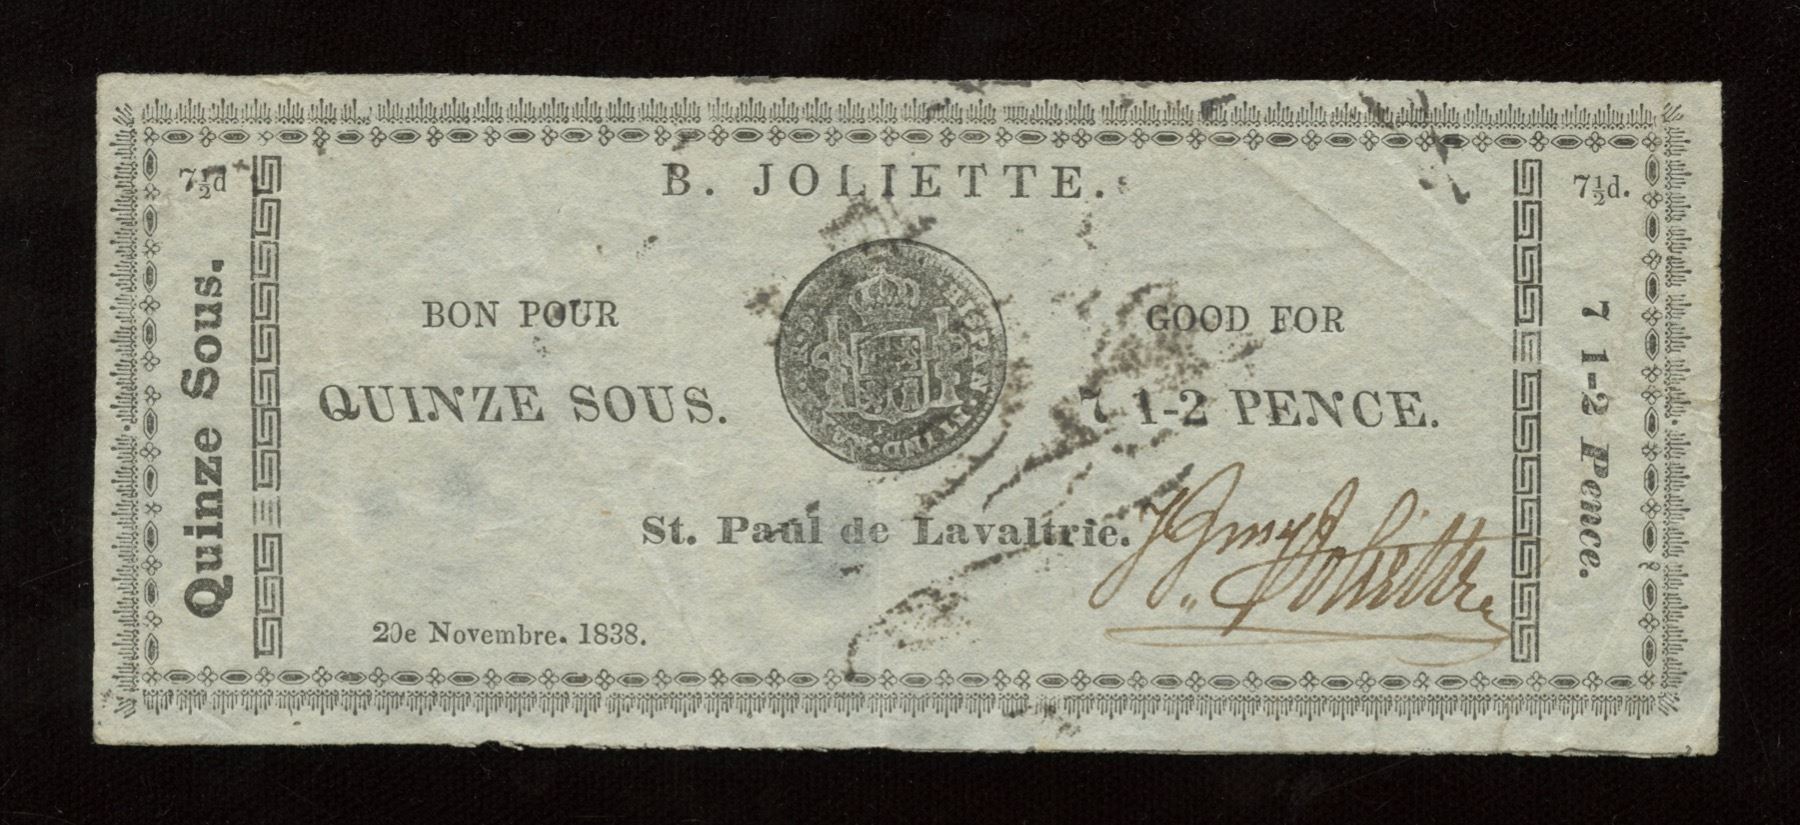 B. JOLIETTE.
7½d
7½d.
Quinze Sous.
BON POUR
QUINZE SOUS.
GOOD FOR
7 1-2 PENCE.
7 1-2 Pence.
St. Paul de Lavaltrie.
Joliette
20e Novembre. 1838.